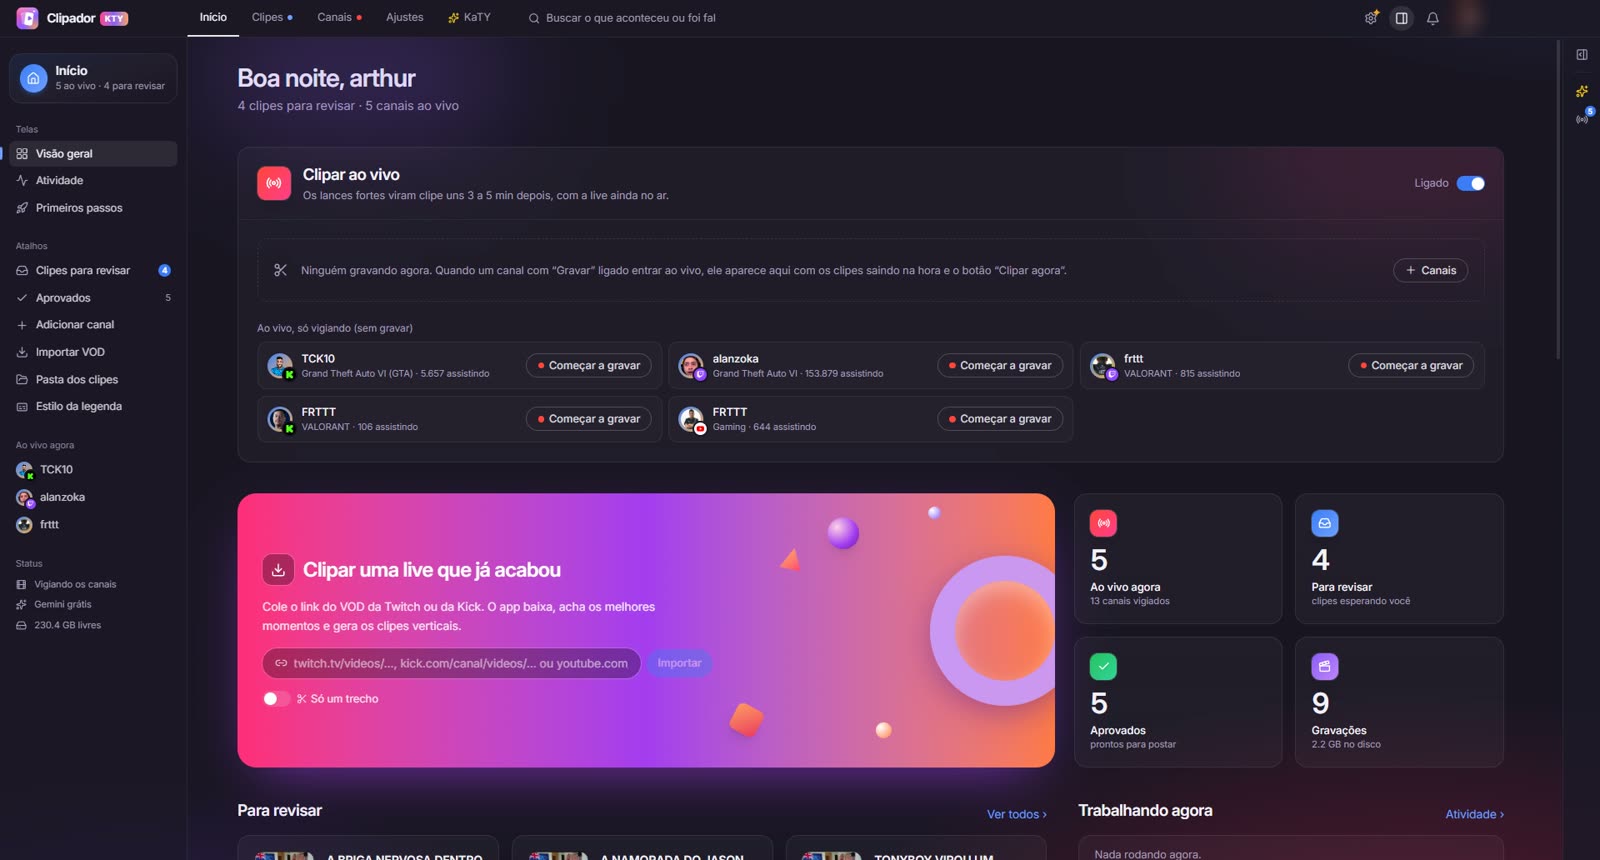 Clipador KTY
Início
Clipes
Canais
Ajustes
KaTY
Buscar o que aconteceu ou foi fal
Início
5 ao vivo · 4 para revisar
Telas
Visão geral
Atividade
Primeiros passos
Atalhos
Clipes para revisar 4
Aprovados 5
Adicionar canal
Importar VOD
Pasta dos clipes
Estilo da legenda
Ao vivo agora
TCK10
alanzoka
frttt
Status
Vigiando os canais
Gemini grátis
230.4 GB livres
Boa noite, arthur
4 clipes para revisar · 5 canais ao vivo
5
Clipar ao vivo
Os lances fortes viram clipe uns 3 a 5 min depois, com a live ainda no ar.
Ligado
Ninguém gravando agora. Quando um canal com “Gravar” ligado entrar ao vivo, ele aparece aqui com os clipes saindo na hora e o botão “Clipar agora”.
+ Canais
Ao vivo, só vigiando (sem gravar)
TCK10
Grand Theft Auto VI (GTA) · 5.657 assistindo
Começar a gravar
alanzoka
Grand Theft Auto VI · 153.879 assistindo
Começar a gravar
frttt
VALORANT · 815 assistindo
Começar a gravar
FRTTT
VALORANT · 106 assistindo
Começar a gravar
FRTTT
Gaming · 644 assistindo
Começar a gravar
Clipar uma live que já acabou
Cole o link do VOD da Twitch ou da Kick. O app baixa, acha os melhores
momentos e gera os clipes verticais.
twitch.tv/videos/..., kick.com/canal/videos/... ou youtube.com
Importar
Só um trecho
5
Ao vivo agora
13 canais vigiados
4
Para revisar
clipes esperando você
5
Aprovados
prontos para postar
9
Gravações
2.2 GB no disco
Para revisar
Ver todos ›
Trabalhando agora
Atividade ›
A BRIGA NERVOSA DENTRO
A NAMORADA DO JASON
TONYBOY VIROU UM
Nada rodando agora.